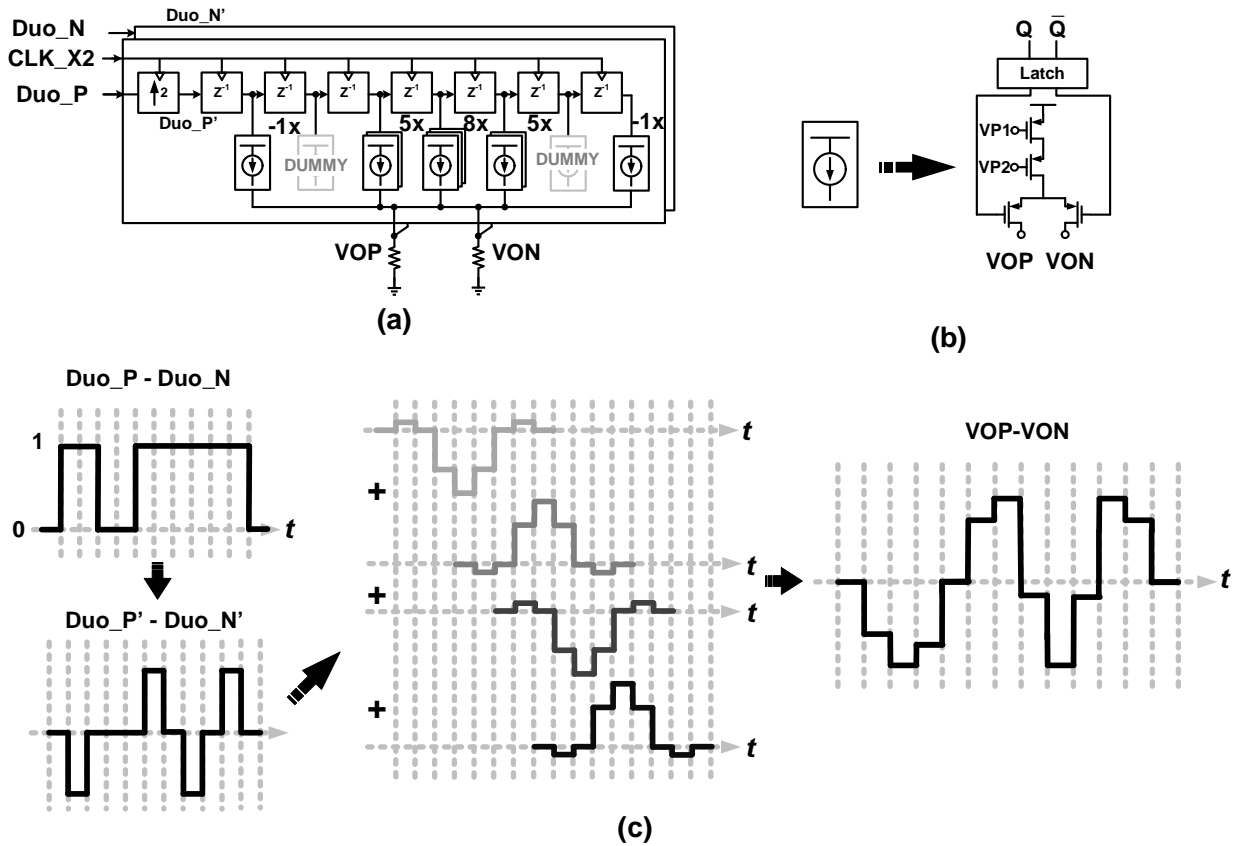 Duo_N
Duo_N'
CLK_X2
Duo_P
2
Z-1
Z-1
Z-1
Z-1
Z-1
Z-1
Z-1
Duo_P'
-1x
5x
8x
5x
-1x
DUMMY
DUMMY
VOP
VON
(a)
Q
Q̄
Latch
VP1
VP2
VOP
VON
(b)
Duo_P - Duo_N
1
0
t
Duo_P' - Duo_N'
t
+
t
+
t
+
t
VOP-VON
t
(c)